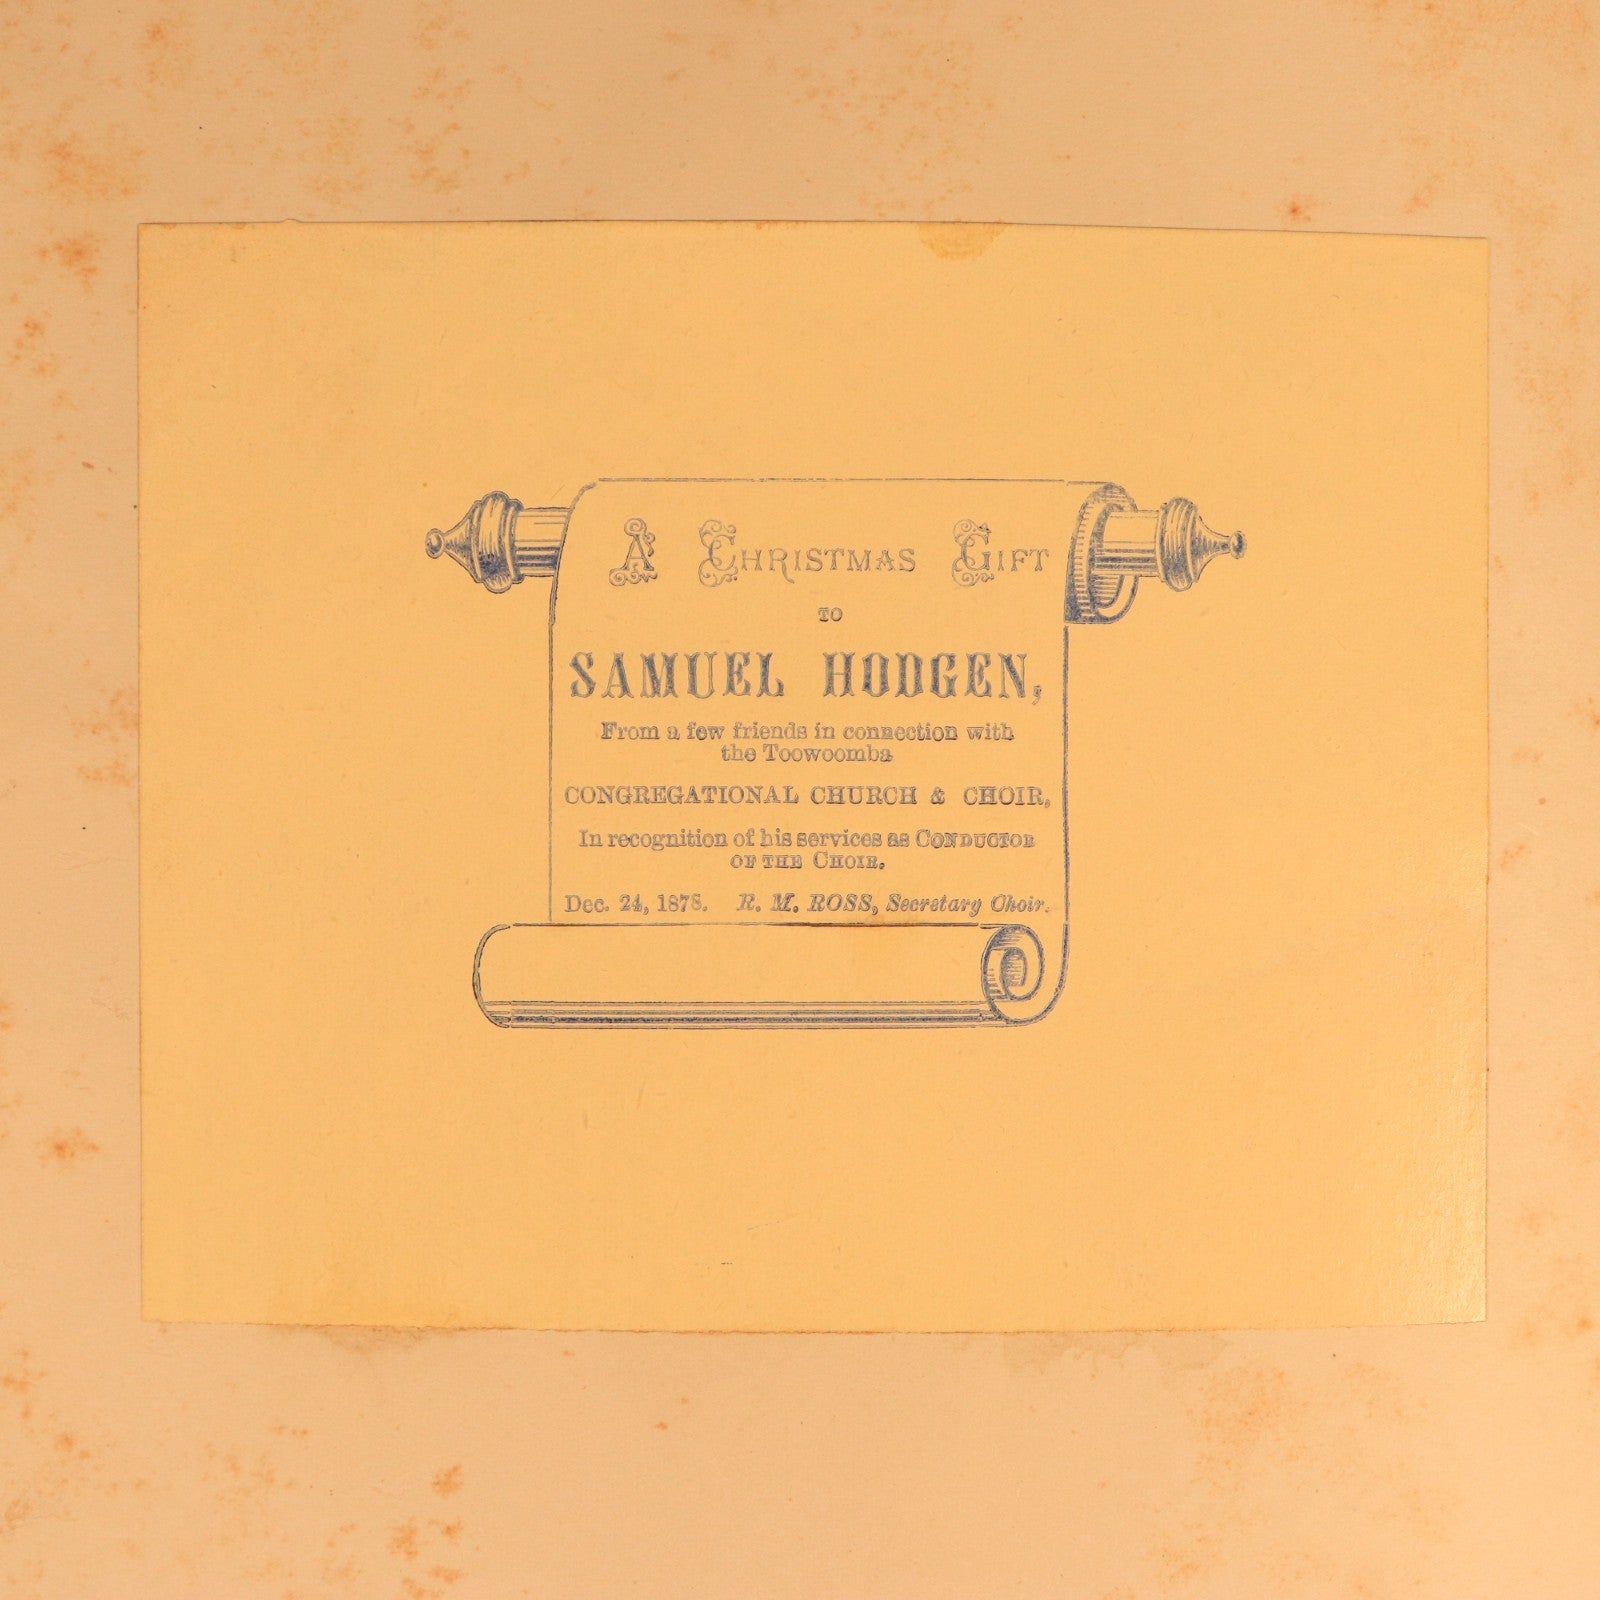 A CHRISTMAS GIFT
TO
SAMUEL HODGEN,
From a few friends in connection with
the Toowoomba
CONGREGATIONAL CHURCH & CHOIR,
In recognition of his services as CONDUCTOR
OF THE CHOIR.
Dec. 24, 1878. R. M. ROSS, Secretary Choir.